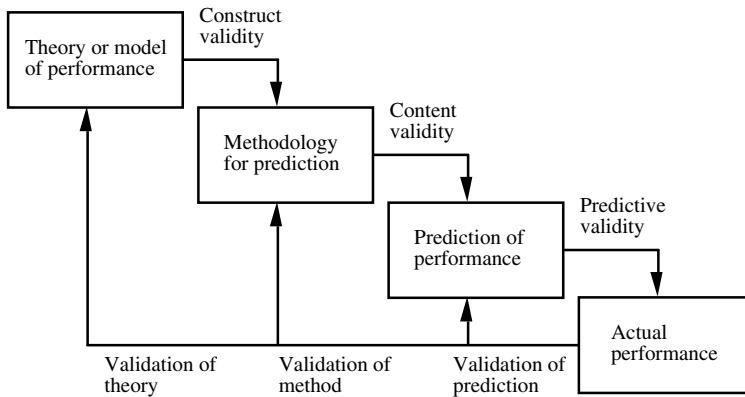 Construct
validity
Theory or model
of performance
Content
validity
Methodology
for prediction
Predictive
validity
Prediction of
performance
Actual
performance
Validation of
theory
Validation of
method
Validation of
prediction